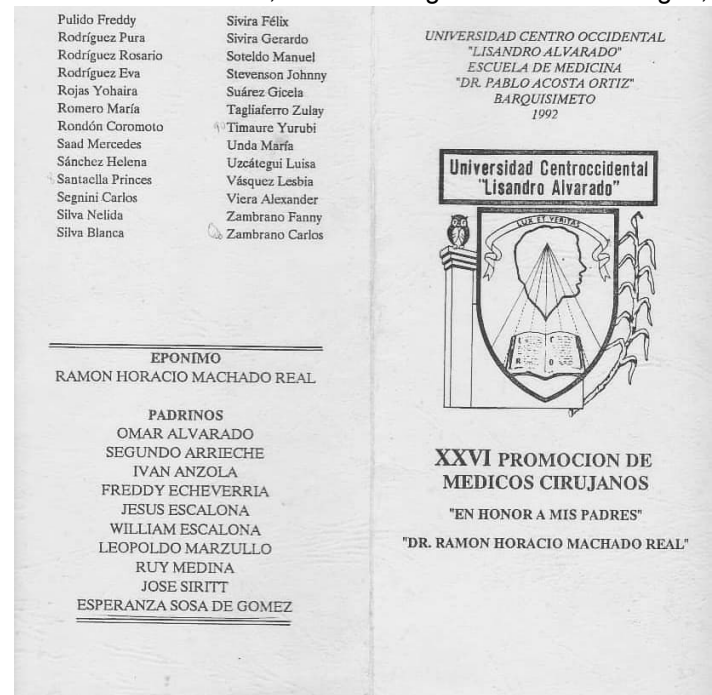 Pulido Freddy
Rodríguez Pura
Rodríguez Rosario
Rodríguez Eva
Rojas Yohaira
Romero María
Rondón Coromoto
Saad Mercedes
Sánchez Helena
Santaella Princes
Segnini Carlos
Silva Nelida
Silva Blanca
Sivira Félix
Sivira Gerardo
Soteldo Manuel
Stevenson Johnny
Suárez Gicela
Tagliaferro Zulay
Timaure Yurubi
Unda María
Uzcátegui Luisa
Vásquez Lesbia
Viera Alexander
Zambrano Fanny
Zambrano Carlos
EPONIMO
RAMON HORACIO MACHADO REAL
PADRINOS
OMAR ALVARADO
SEGUNDO ARRIECHE
IVAN ANZOLA
FREDDY ECHEVERRIA
JESUS ESCALONA
WILLIAM ESCALONA
LEOPOLDO MARZULLO
RUY MEDINA
JOSE SIRITT
ESPERANZA SOSA DE GOMEZ
UNIVERSIDAD CENTRO OCCIDENTAL
"LISANDRO ALVARADO"
ESCUELA DE MEDICINA
"DR. PABLO ACOSTA ORTIZ"
BARQUISIMETO
1992
Universidad Centroccidental
"Lisandro Alvarado"
LUX ET VERITAS
XXVI PROMOCION DE
MEDICOS CIRUJANOS
"EN HONOR A MIS PADRES"
"DR. RAMON HORACIO MACHADO REAL"